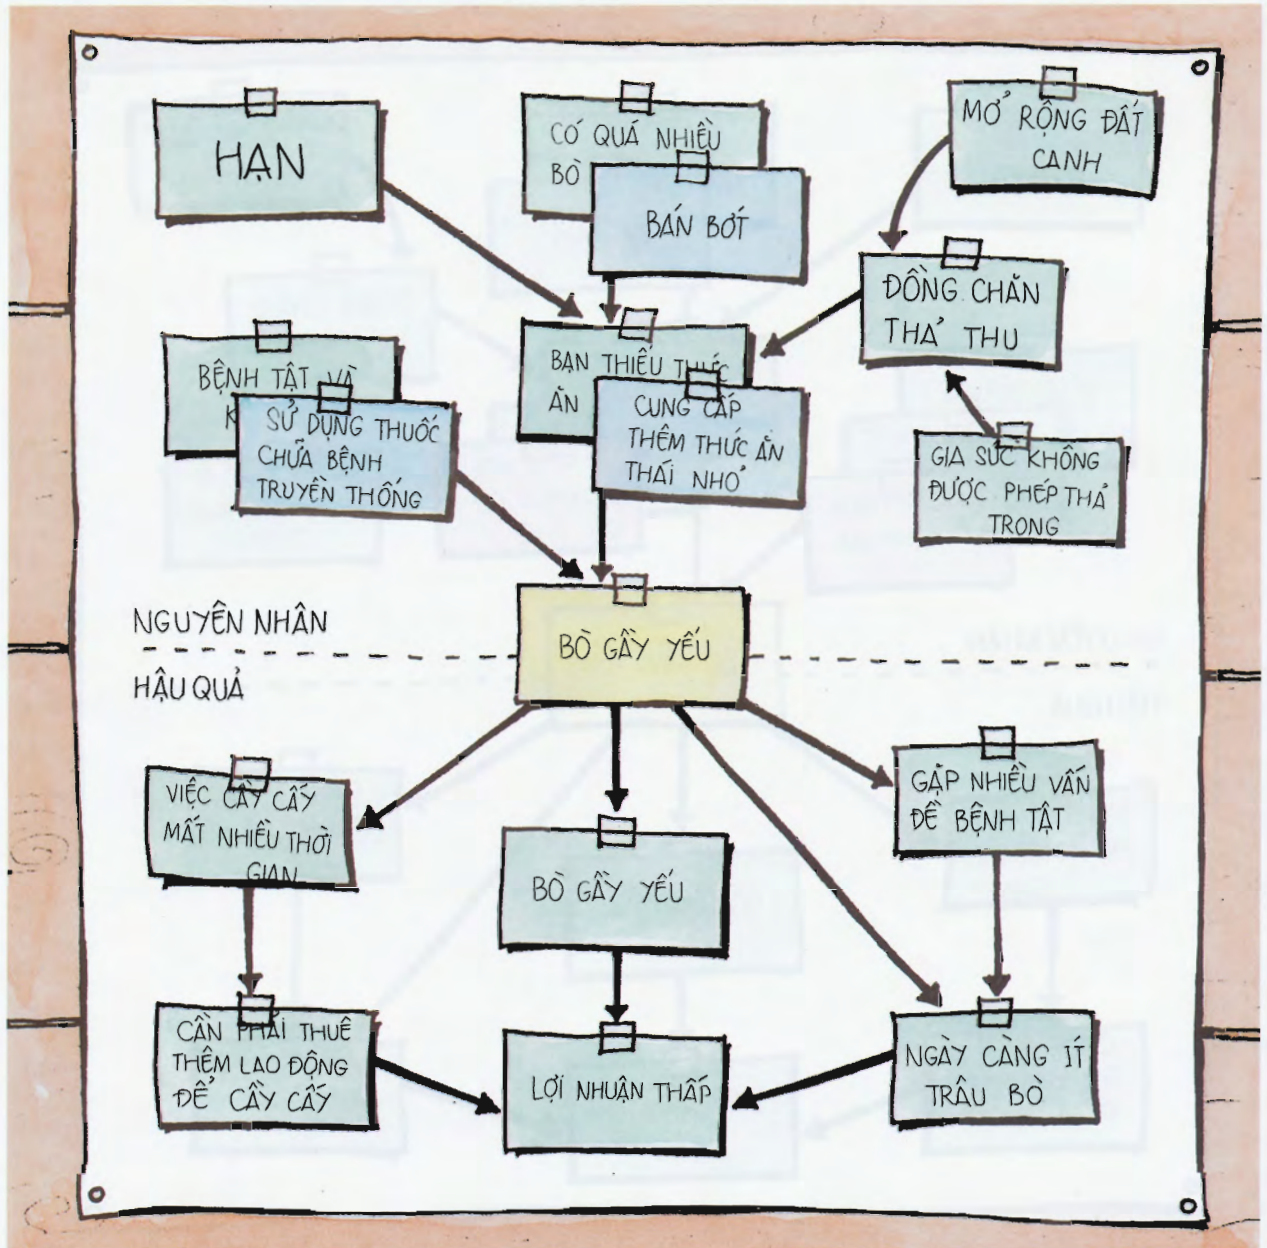 HẠN
CÓ QUÁ NHIỀU
BÒ
BÁN BỚT
MỞ RỘNG ĐẤT
CANH
ĐỒNG CHĂN
THẢ THU
BỆNH TẬT VÀ
SỬ DỤNG THUỐC
CHỮA BỆNH
TRUYỀN THỐNG
BẠN THIẾU THỨC
ĂN
CUNG CẤP
THÊM THỨC ĂN
THÁI NHỎ
GIA SÚC KHÔNG
ĐƯỢC PHÉP THẢ
TRONG
NGUYÊN NHÂN
HẬU QUẢ
BÒ GẦY YẾU
VIỆC CẦY CẤY
MẤT NHIỀU THỜI
GIAN
BÒ GẦY YẾU
GẶP NHIỀU VẤN
ĐỀ BỆNH TẬT
CẦN PHẢI THUÊ
THÊM LAO ĐỘNG
ĐỂ CẦY CẤY
LỢI NHUẬN THẤP
NGÀY CÀNG ÍT
TRÂU BÒ